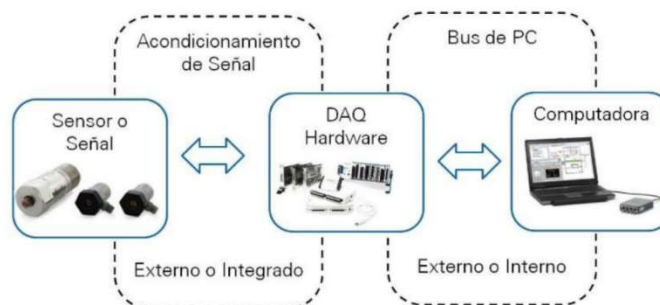 Acondicionamiento
de Señal
Bus de PC
Sensor o
Señal
DAQ
Hardware
Computadora
Externo o Integrado
Externo o Interno